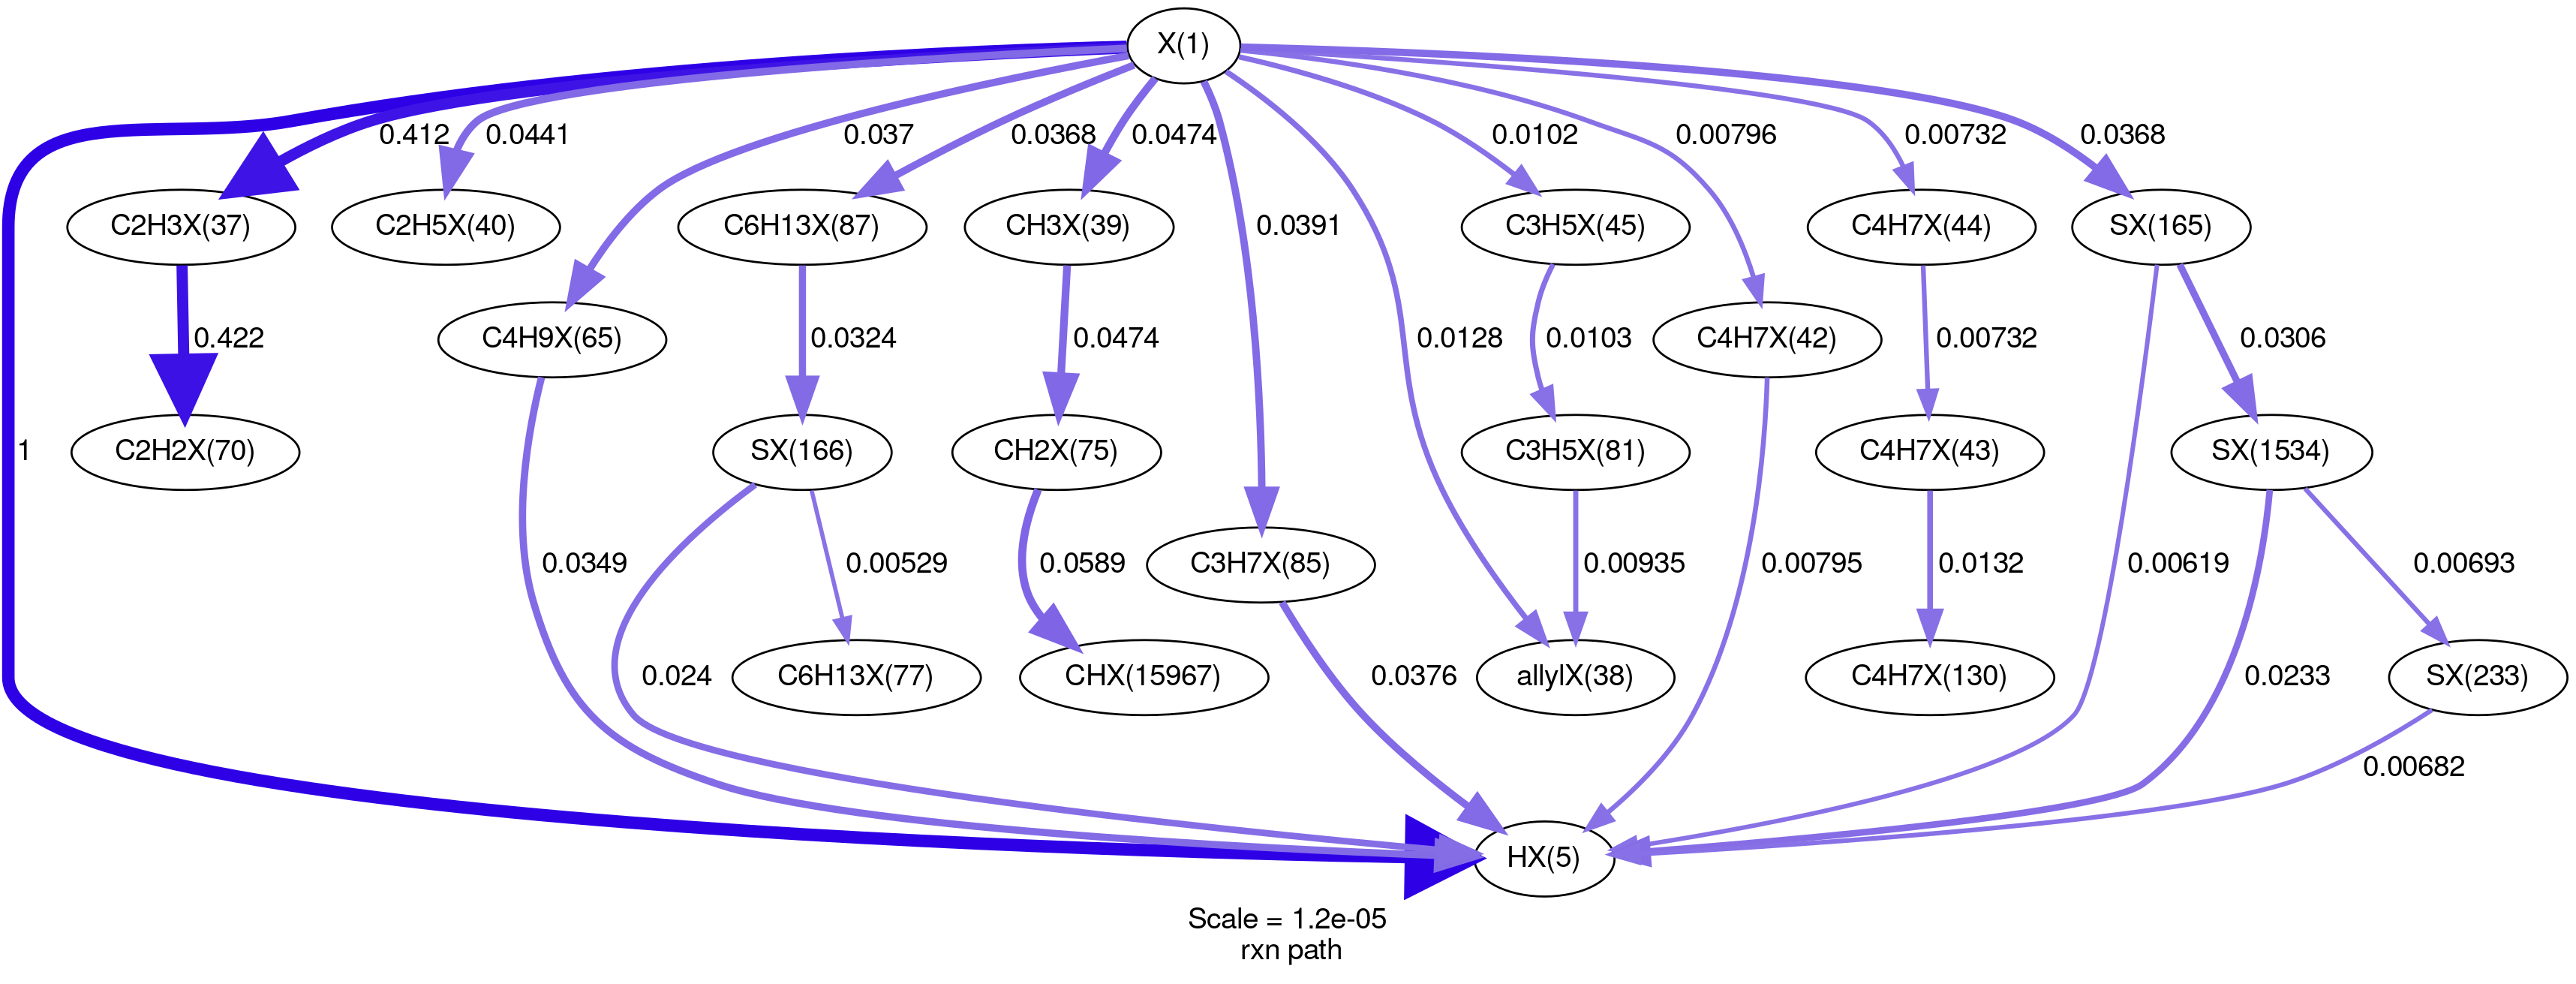 X(1)
0.412
0.0441
0.037
0.0368
0.0474
0.0102
0.00796
0.00732
0.0368
C2H3X(37)
C2H5X(40)
C6H13X(87)
CH3X(39)
0.0391
C3H5X(45)
C4H7X(44)
SX(165)
0.422
C4H9X(65)
0.0324
0.0474
0.0128
0.0103
C4H7X(42)
0.00732
0.0306
1
C2H2X(70)
SX(166)
CH2X(75)
C3H5X(81)
C4H7X(43)
SX(1534)
0.0349
0.00529
0.0589
C3H7X(85)
0.00935
0.00795
0.0132
0.00619
0.00693
0.024
C6H13X(77)
CHX(15967)
0.0376
allylX(38)
C4H7X(130)
0.0233
SX(233)
0.00682
HX(5)
Scale = 1.2e-05
rxn path